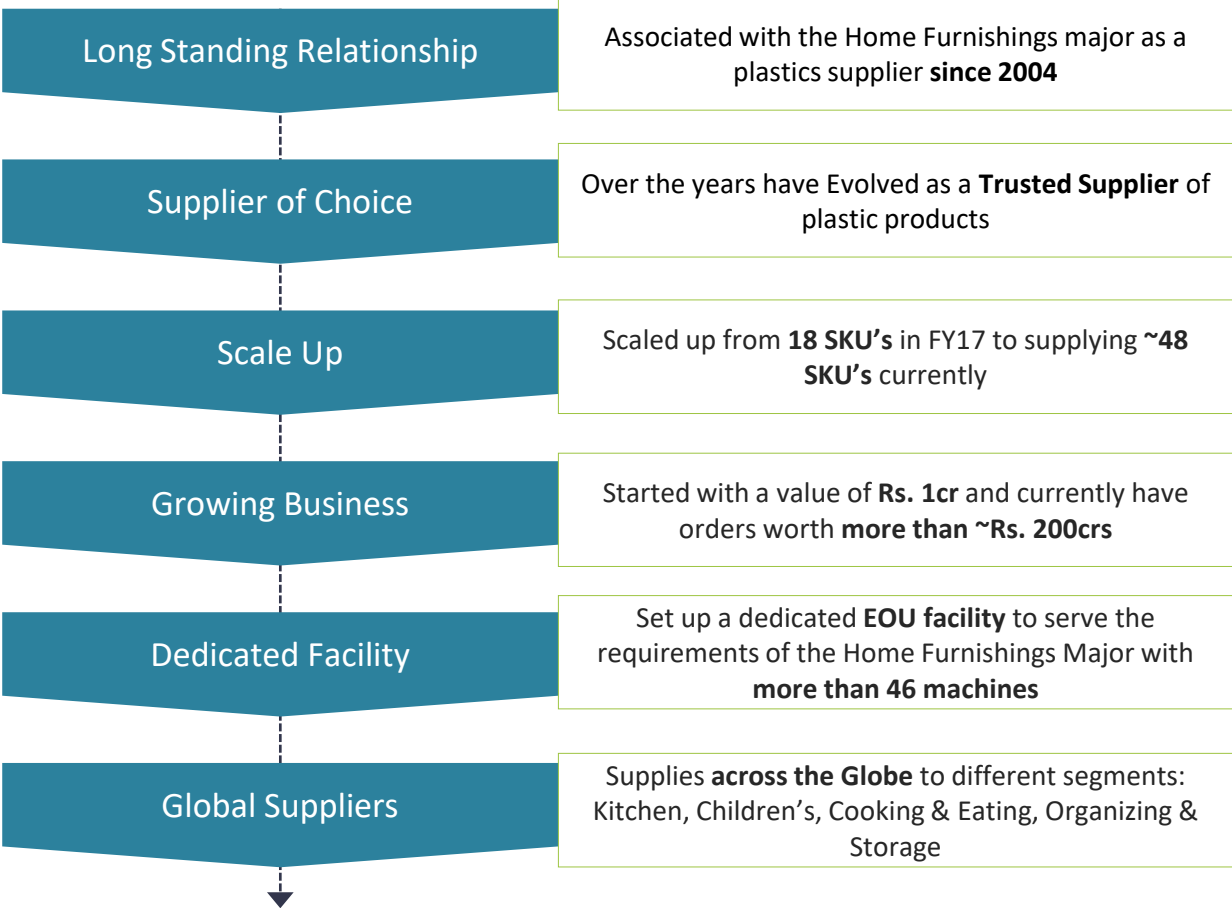 Long Standing Relationship
Associated with the Home Furnishings major as a
plastics supplier since 2004
Supplier of Choice
Over the years have Evolved as a Trusted Supplier of
plastic products
Scale Up
Scaled up from 18 SKU’s in FY17 to supplying ~48
SKU’s currently
Growing Business
Started with a value of Rs. 1cr and currently have
orders worth more than ~Rs. 200crs
Dedicated Facility
Set up a dedicated EOU facility to serve the
requirements of the Home Furnishings Major with
more than 46 machines
Global Suppliers
Supplies across the Globe to different segments:
Kitchen, Children’s, Cooking & Eating, Organizing &
Storage